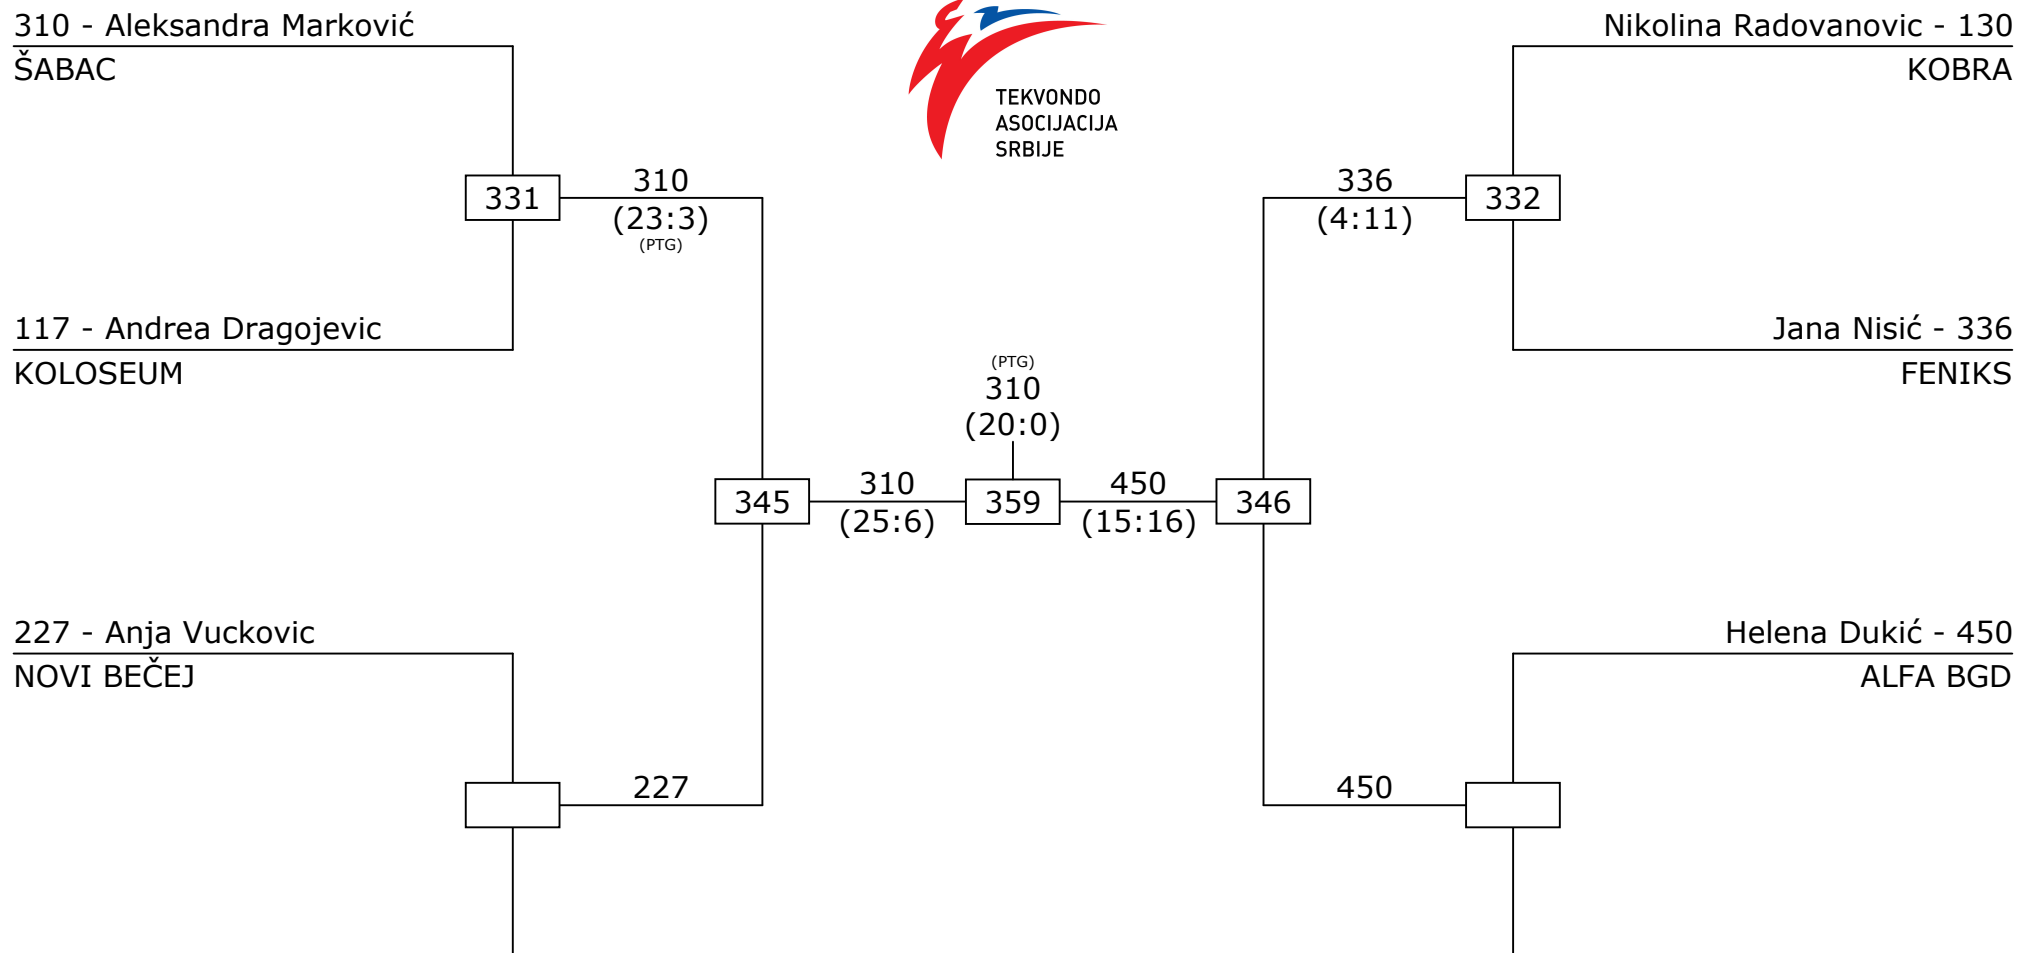 310 - Aleksandra Marković
ŠABAC
Nikolina Radovanovic - 130
KOBRA
TEKVONDO
ASOCIJACIJA
SRBIJE
331
310
(23:3)
(PTG)
336
(4:11)
332
117 - Andrea Dragojevic
KOLOSEUM
Jana Nisić - 336
FENIKS
(PTG)
310
(20:0)
345
310
(25:6)
359
450
(15:16)
346
227 - Anja Vuckovic
NOVI BEČEJ
Helena Dukić - 450
ALFA BGD
227
450